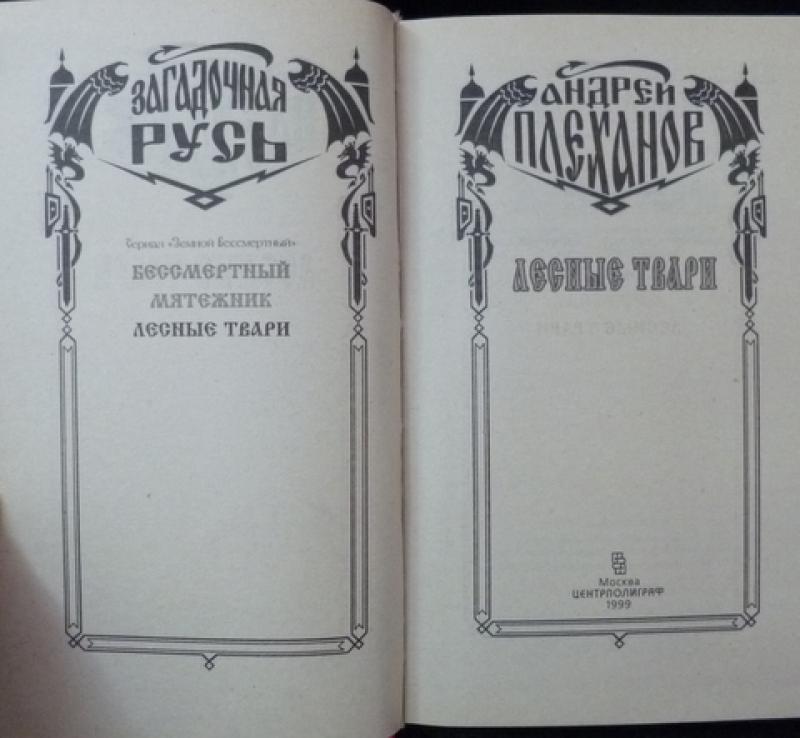 ЗАГАДОЧНАЯ
РУСЬ
Сериал «Земной Бессмертный»
БЕССМЕРТНЫЙ
МЯТЕЖНИК
ЛЕСНЫЕ ТВАРИ
АНДРЕЙ
ПЛЕХАНОВ
ЛЕСНЫЕ ТВАРИ
Москва
ЦЕНТРПОЛИГРАФ
1999